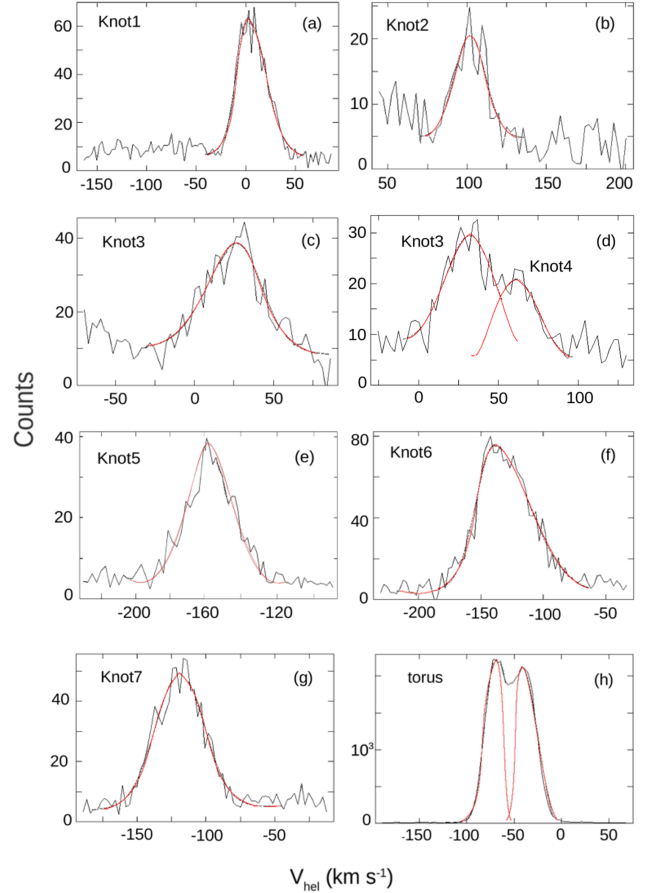 Knot1 (a)
60
40
20
0
-150 -100 -50 0 50
Knot2 (b)
20
10
0
50 100 150 200
Knot3 (c)
40
20
0
-50 0 50
Knot3 Knot4 (d)
30
20
10
0
0 50 100
Counts
Knot5 (e)
40
20
0
-200 -160 -120
Knot6 (f)
80
40
0
-200 -150 -100 -50
Knot7 (g)
40
20
0
-150 -100 -50
torus (h)
10³
0
-150 -100 -50 0 50
V_hel (km s⁻¹)